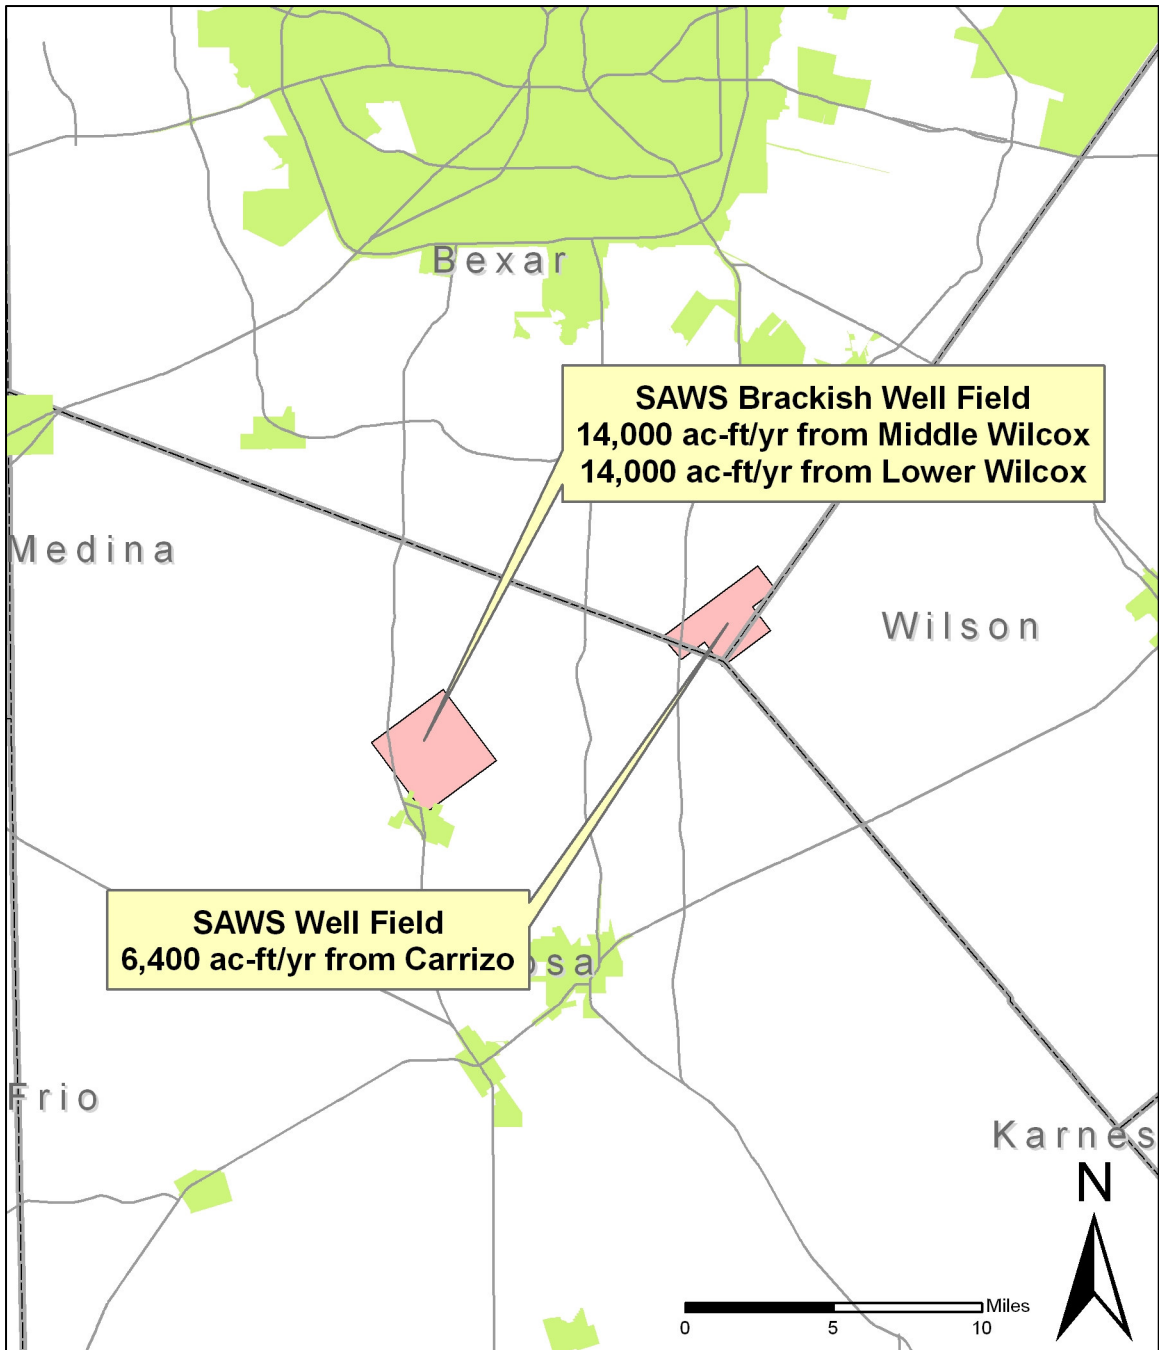 Bexar
SAWS Brackish Well Field
14,000 ac-ft/yr from Middle Wilcox
14,000 ac-ft/yr from Lower Wilcox
Medina
Wilson
SAWS Well Field
6,400 ac-ft/yr from Carrizo
osa
Frio
Karnes
N
Miles
0 5 10